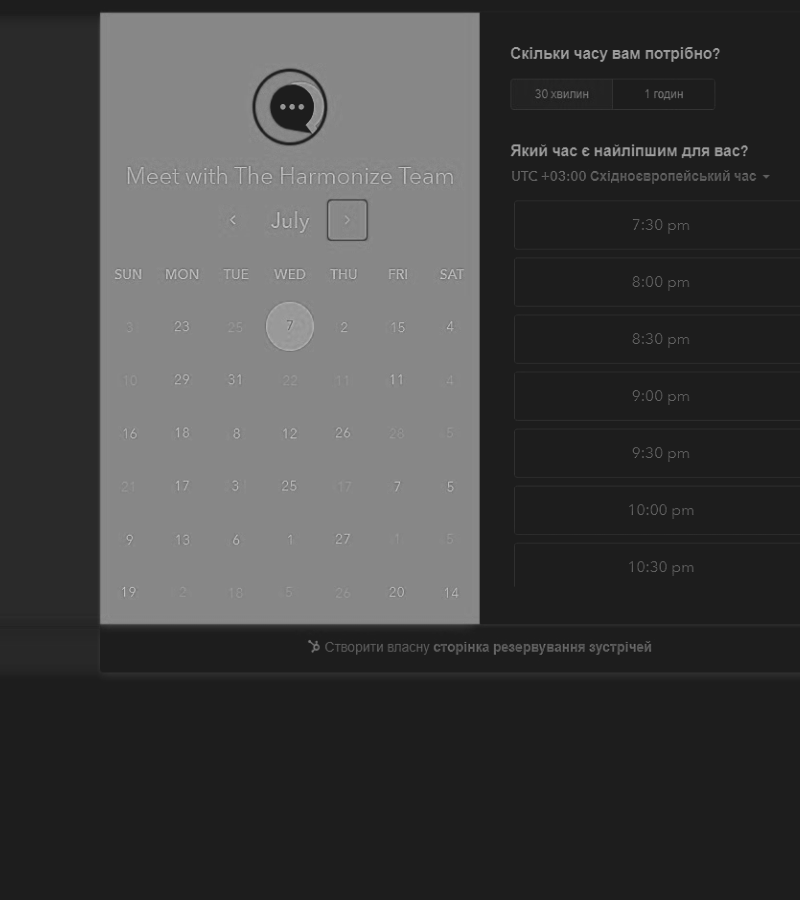 Meet with The Harmonize Team
July
SUN MON TUE WED THU FRI SAT
3 23 25 7 2 15 4
10 29 31 22 11 11 4
16 18 8 12 26 28 5
21 17 3 25 17 7 5
9 13 6 1 27 1 5
19 2 18 5 26 20 14
Скільки часу вам потрібно?
30 хвилин 1 годин
Який час є найліпшим для вас?
UTC +03:00 Східноєвропейський час
7:30 pm
8:00 pm
8:30 pm
9:00 pm
9:30 pm
10:00 pm
10:30 pm
Створити власну сторінка резервування зустрічей